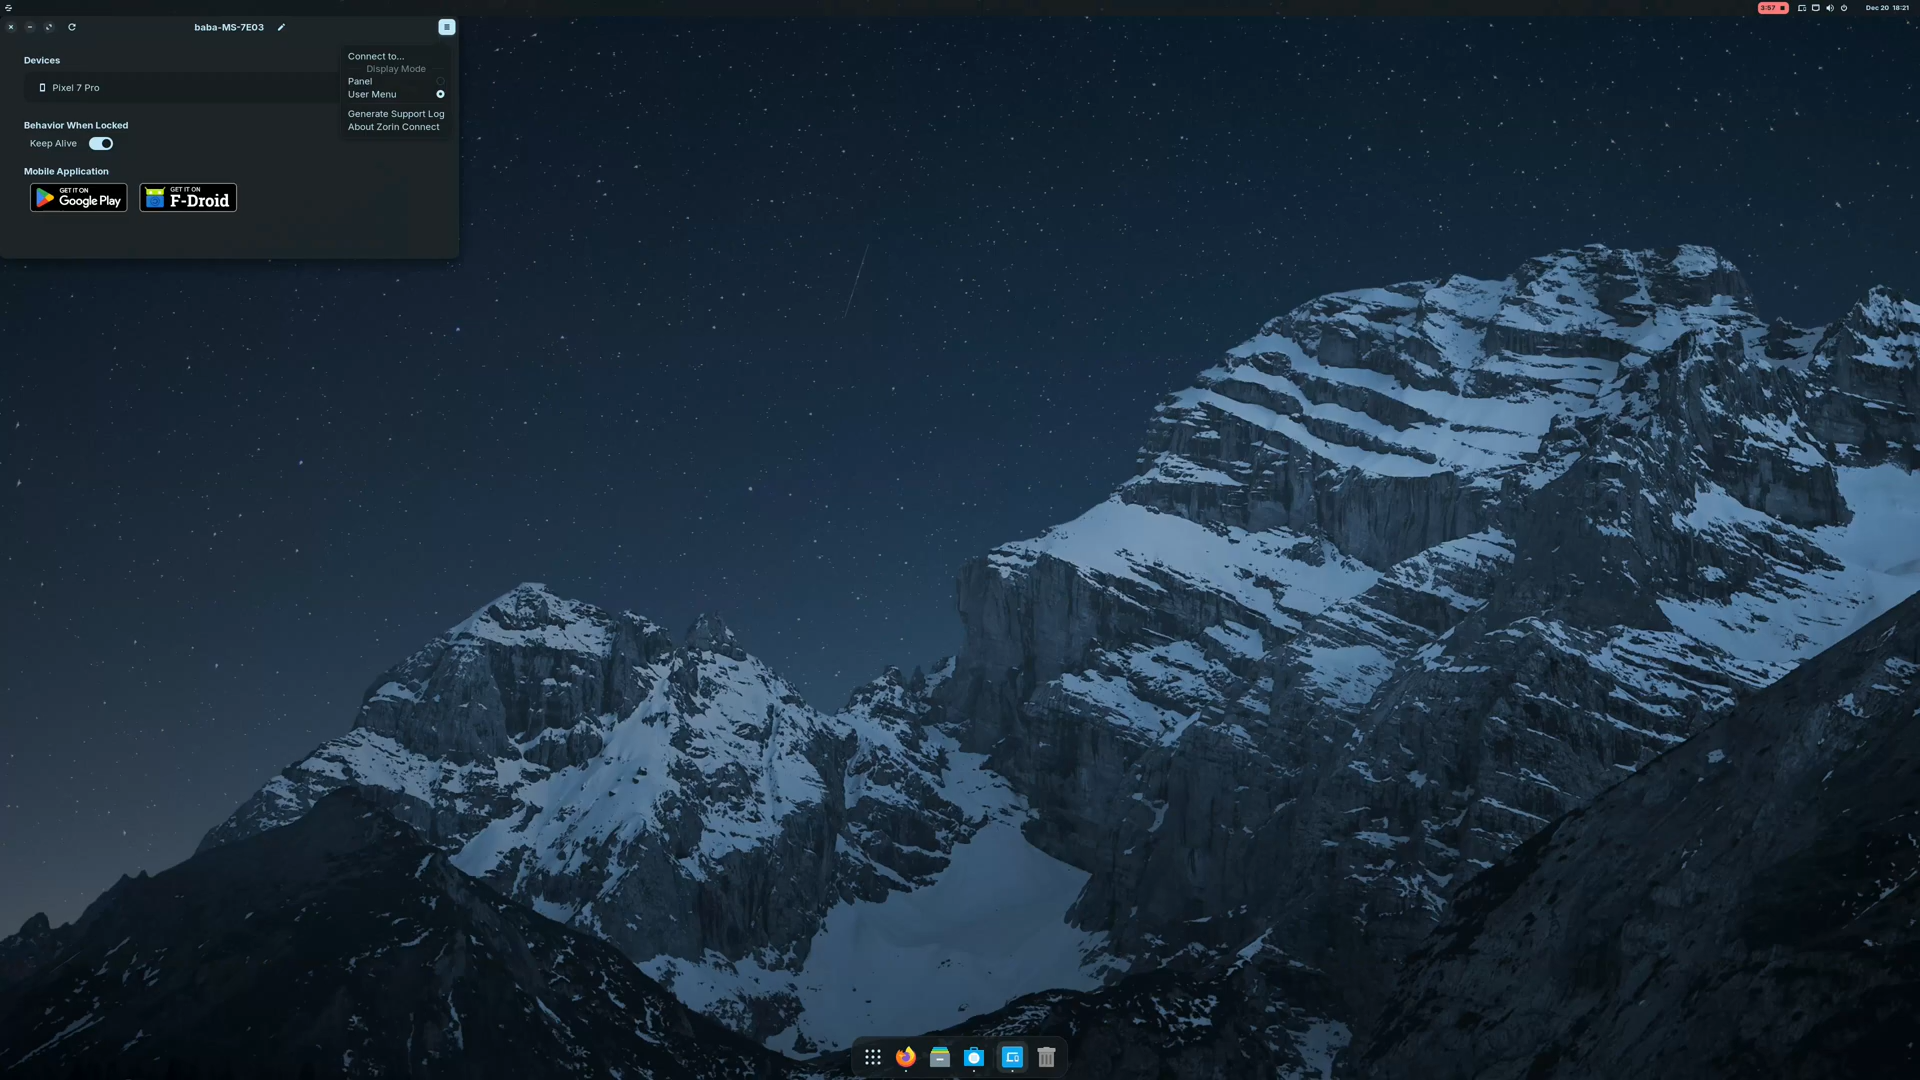 3:57
Dec 20 18:21
baba-MS-7E03
Connect to...
Devices
Display Mode
Panel
Pixel 7 Pro
User Menu
Generate Support Log
Behavior When Locked
About Zorin Connect
Keep Alive
Mobile Application
GET IT ON
Google Play
GET IT ON
F-Droid